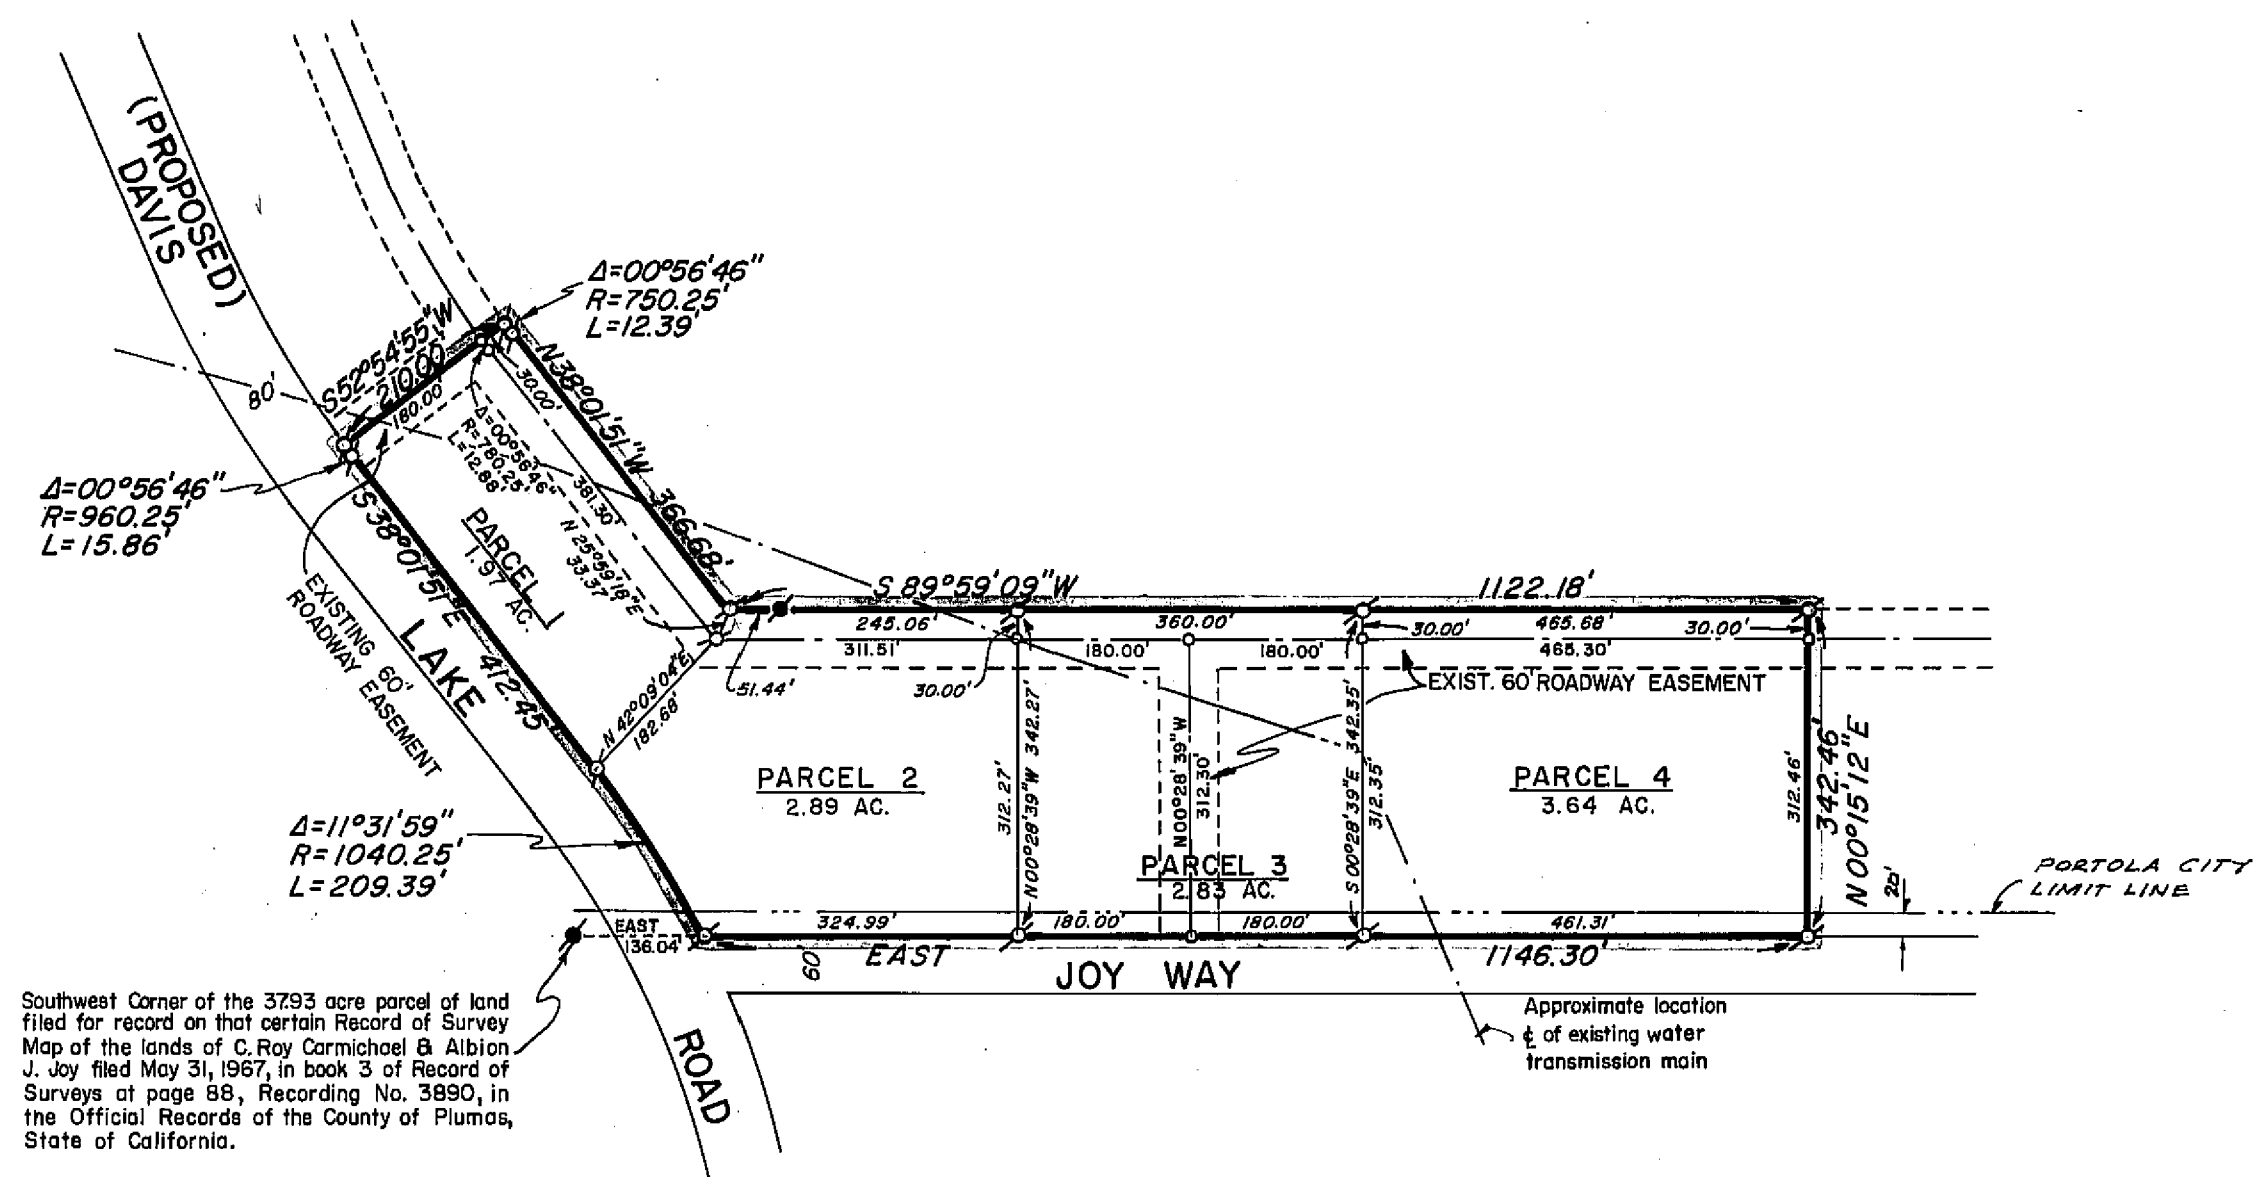 (PROPOSED)
DAVIS
LAKE
ROAD
80'
Δ=00°56'46"
R=750.25'
L=12.39'
S52°54'55"W
210.00'
180.00'
30.00'
N38°01'51"W 366.68'
Δ=00°56'46"
R=780.25'
L=12.88'
381.30'
N 25°59'18"E
33.37'
Δ=00°56'46"
R=960.25'
L=15.86'
S38°01'51"E 412.45'
PARCEL 1
1.97 AC.
EXISTING 60'
ROADWAY EASEMENT
N 42°09'04"E
182.68'
Δ=11°31'59"
R=1040.25'
L=209.39'
S 89°59'09"W 1122.18'
245.06' 360.00' 30.00' 465.68' 30.00'
311.51' 180.00' 180.00' 465.30'
51.44' 30.00'
EXIST. 60' ROADWAY EASEMENT
312.27'
N00°28'39"W 342.27'
N00°28'39"W
312.30'
S00°28'39"E 342.35'
312.35'
312.46'
342.46'
N00°15'12"E
PARCEL 2
2.89 AC.
PARCEL 3
2.83 AC.
PARCEL 4
3.64 AC.
PORTOLA CITY
LIMIT LINE
20'
EAST
136.04'
324.99' 180.00' 180.00' 461.31'
60'
EAST 1146.30'
JOY WAY
Approximate location
℄ of existing water
transmission main
Southwest Corner of the 37.93 acre parcel of land
filed for record on that certain Record of Survey
Map of the lands of C. Roy Carmichael & Albion
J. Joy filed May 31, 1967, in book 3 of Record of
Surveys at page 88, Recording No. 3890, in
the Official Records of the County of Plumas,
State of California.